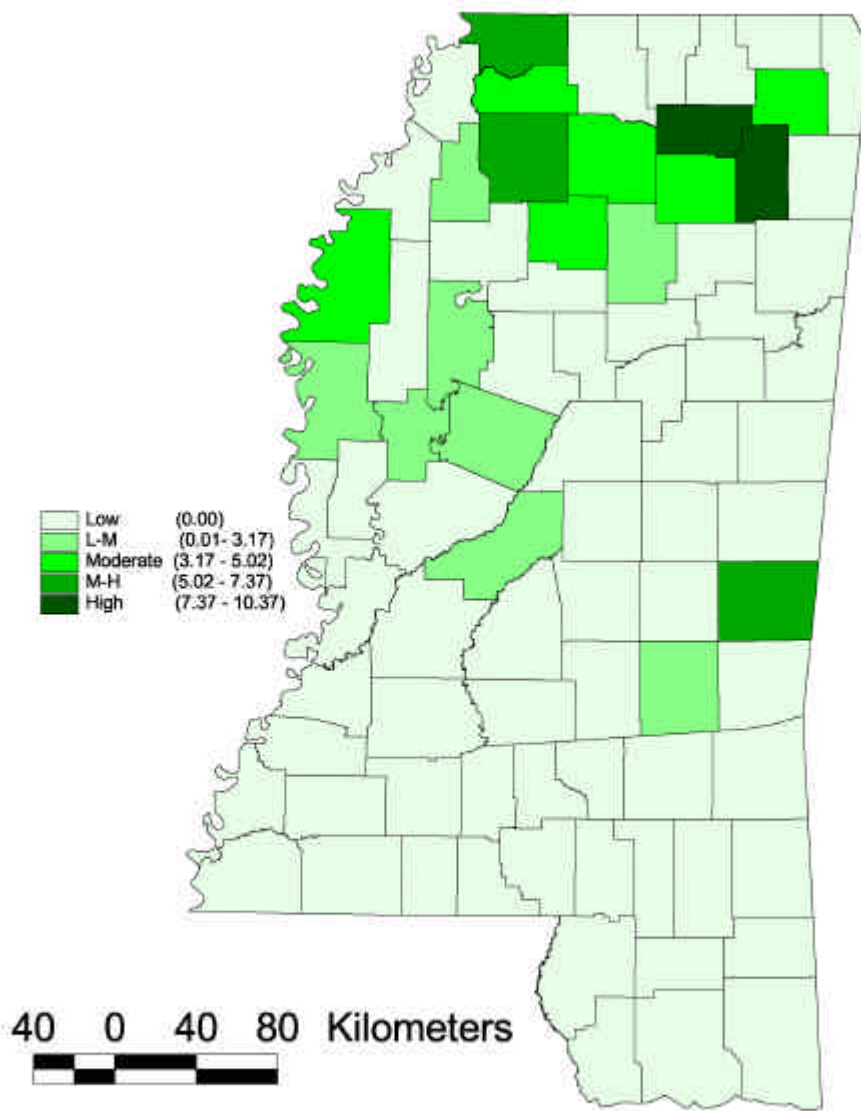 Low (0.00)
L-M (0.01- 3.17)
Moderate (3.17 - 5.02)
M-H (5.02 - 7.37)
High (7.37 - 10.37)
40 0 40 80 Kilometers